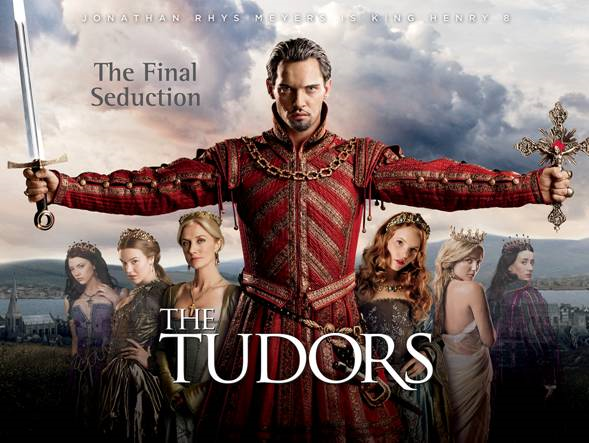 JONATHAN RHYS MEYERS IS KING HENRY 8
The Final
Seduction
THE
TUDORS